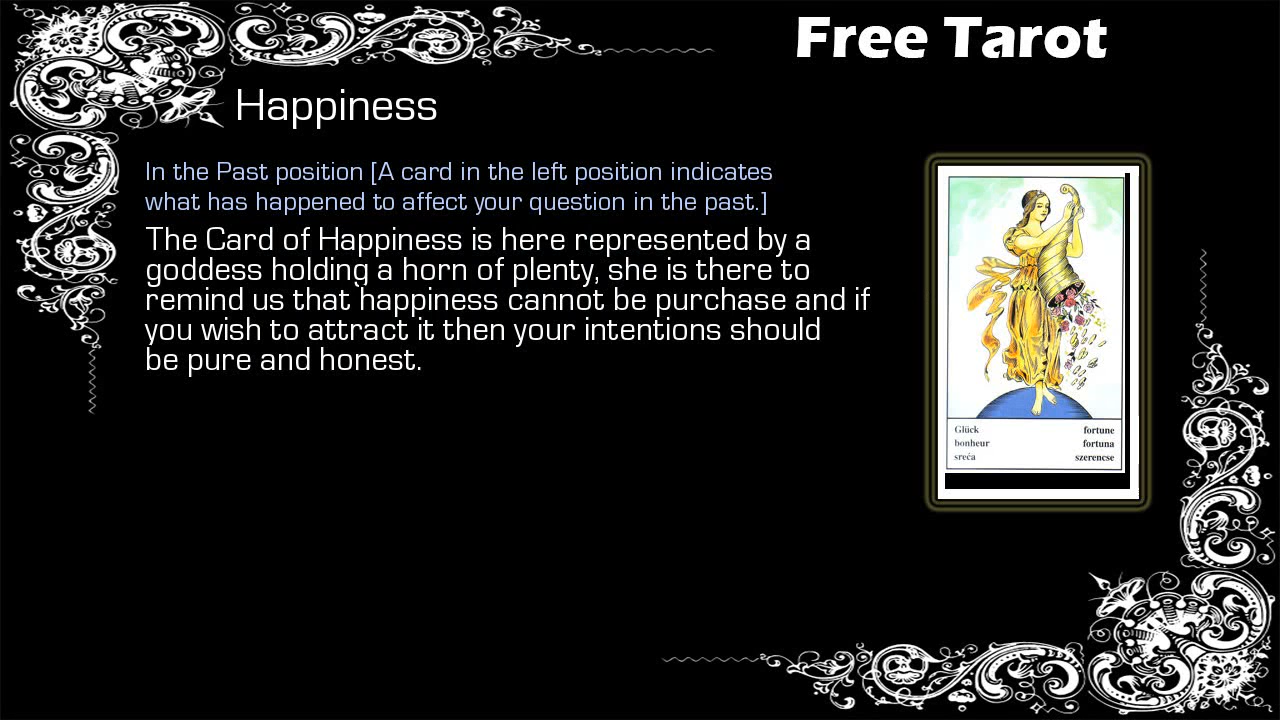 Free Tarot
Happiness
In the Past position [A card in the left position indicates
what has happened to affect your question in the past.]
The Card of Happiness is here represented by a
goddess holding a horn of plenty, she is there to
remind us that happiness cannot be purchase and if
you wish to attract it then your intentions should
be pure and honest.
Glück fortune
bonheur fortuna
sreća szerencse